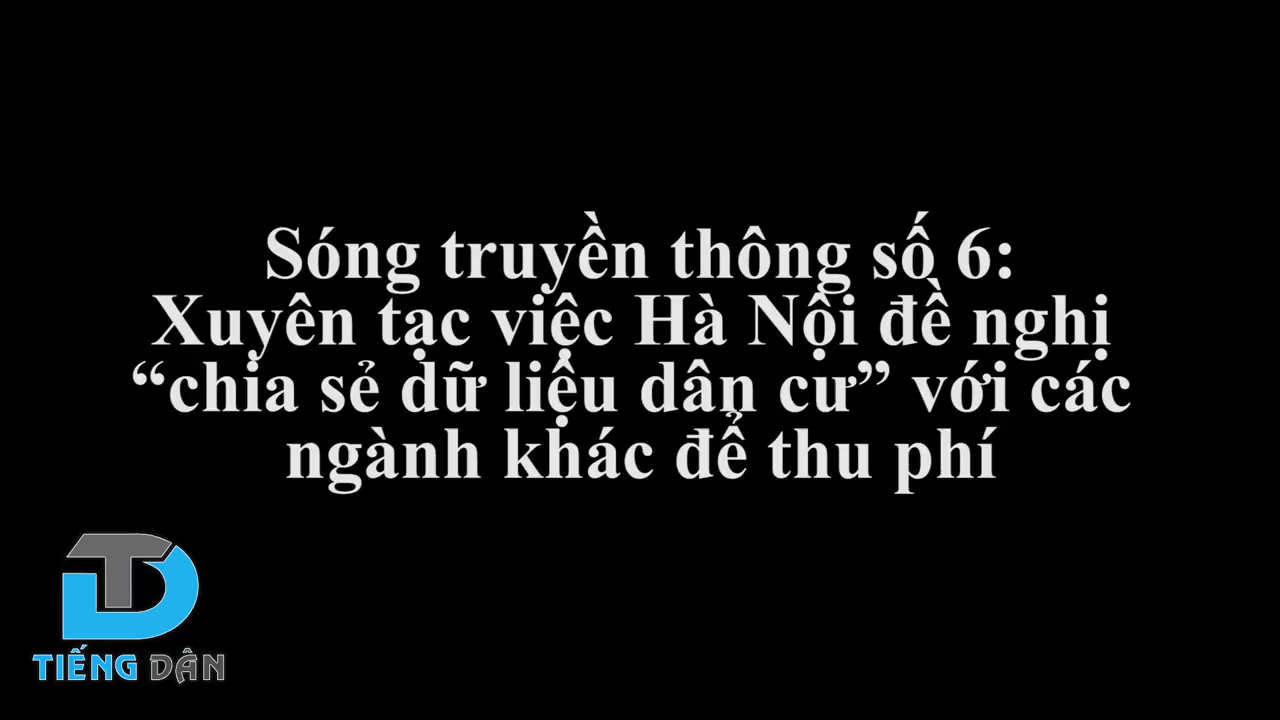 Sóng truyền thông số 6:
Xuyên tạc việc Hà Nội đề nghị
“chia sẻ dữ liệu dân cư” với các
ngành khác để thu phí
TD
TIẾNG DÂN